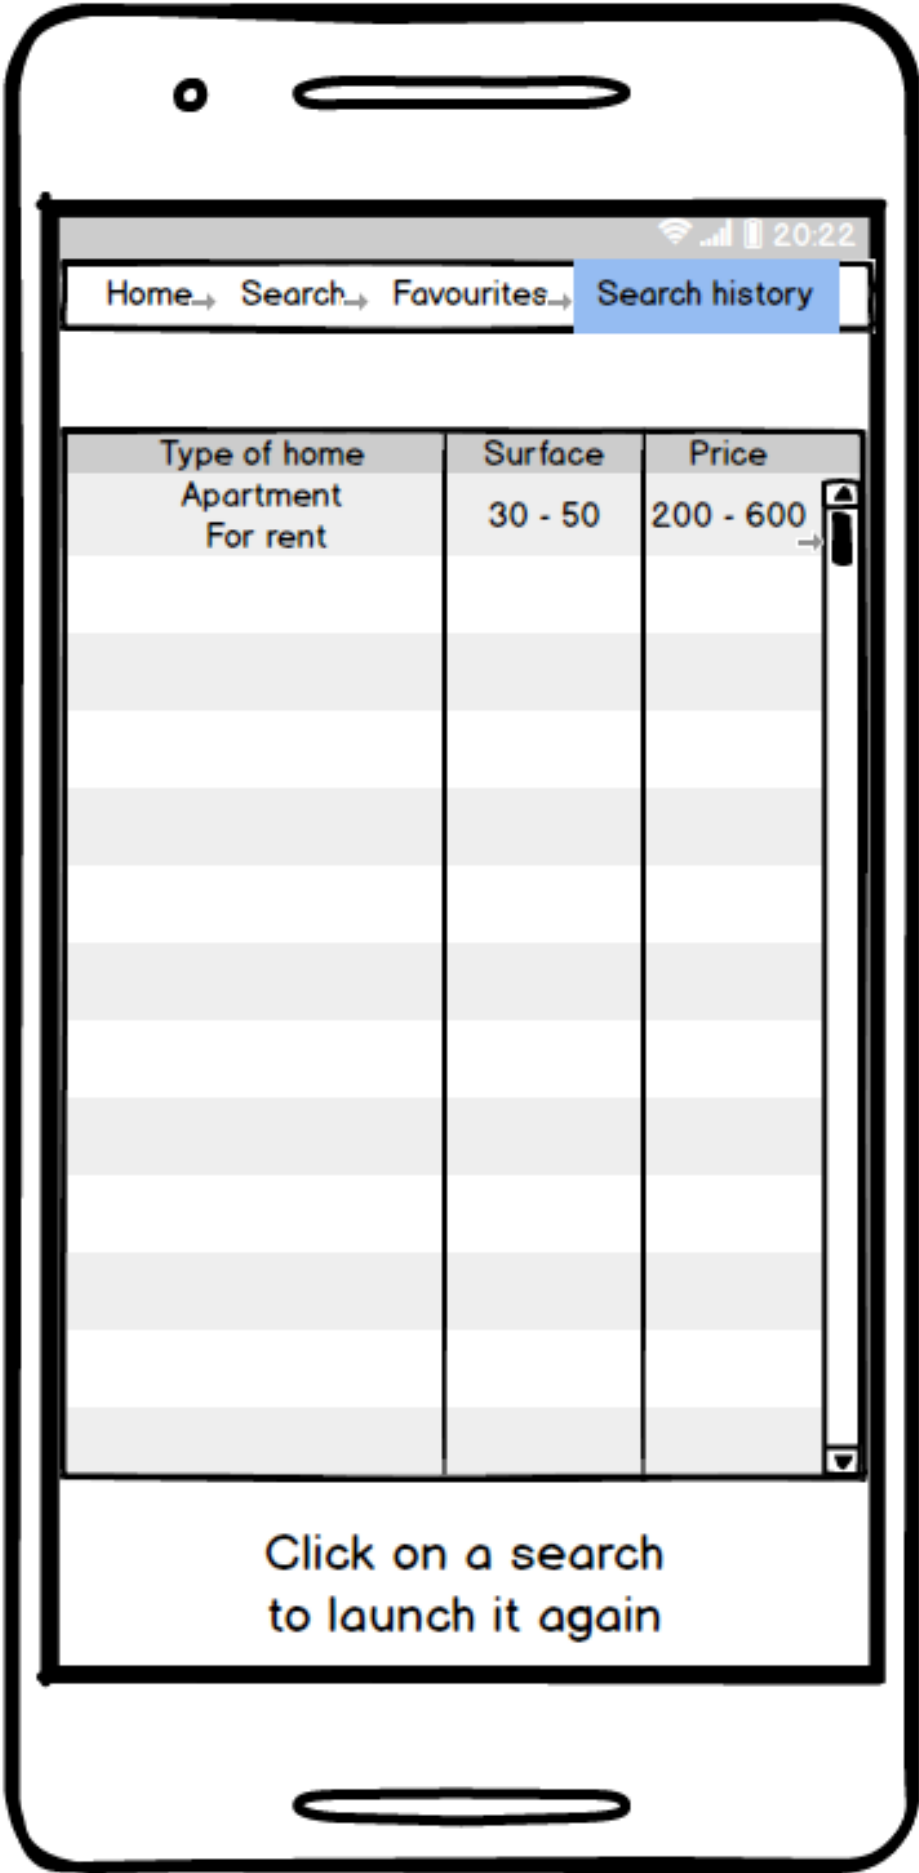 20:22
Home Search Favourites Search history
Type of home Surface Price
Apartment
For rent 30 - 50 200 - 600
Click on a search
to launch it again